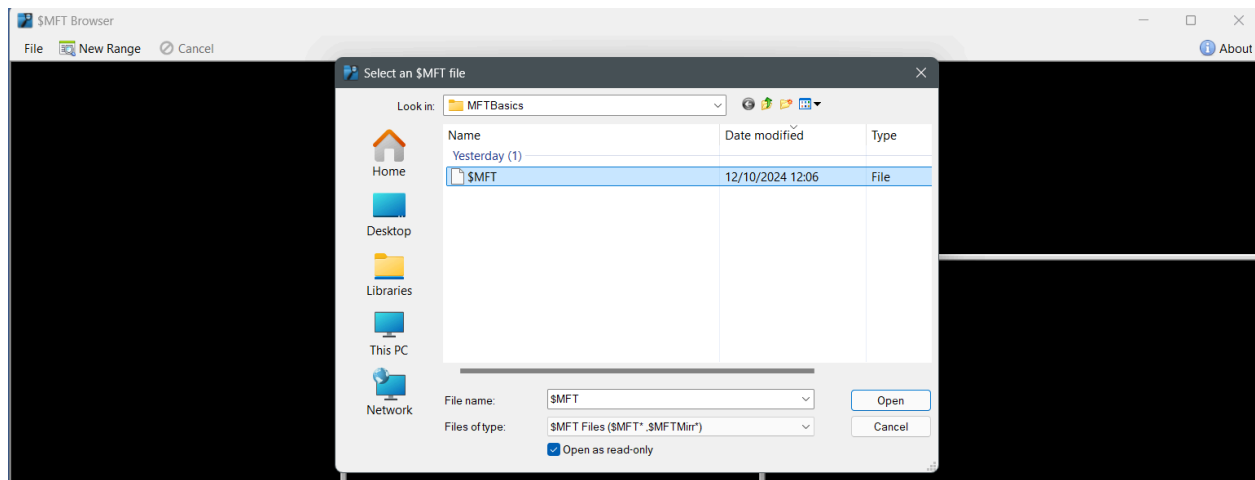 $MFT Browser
File New Range Cancel About
Select an $MFT file
Look in: MFTBasics
Name Date modified Type
Yesterday (1)
$MFT 12/10/2024 12:06 File
Home
Desktop
Libraries
This PC
Network
File name: $MFT Open
Files of type: $MFT Files ($MFT* ,$MFTMirr*) Cancel
Open as read-only